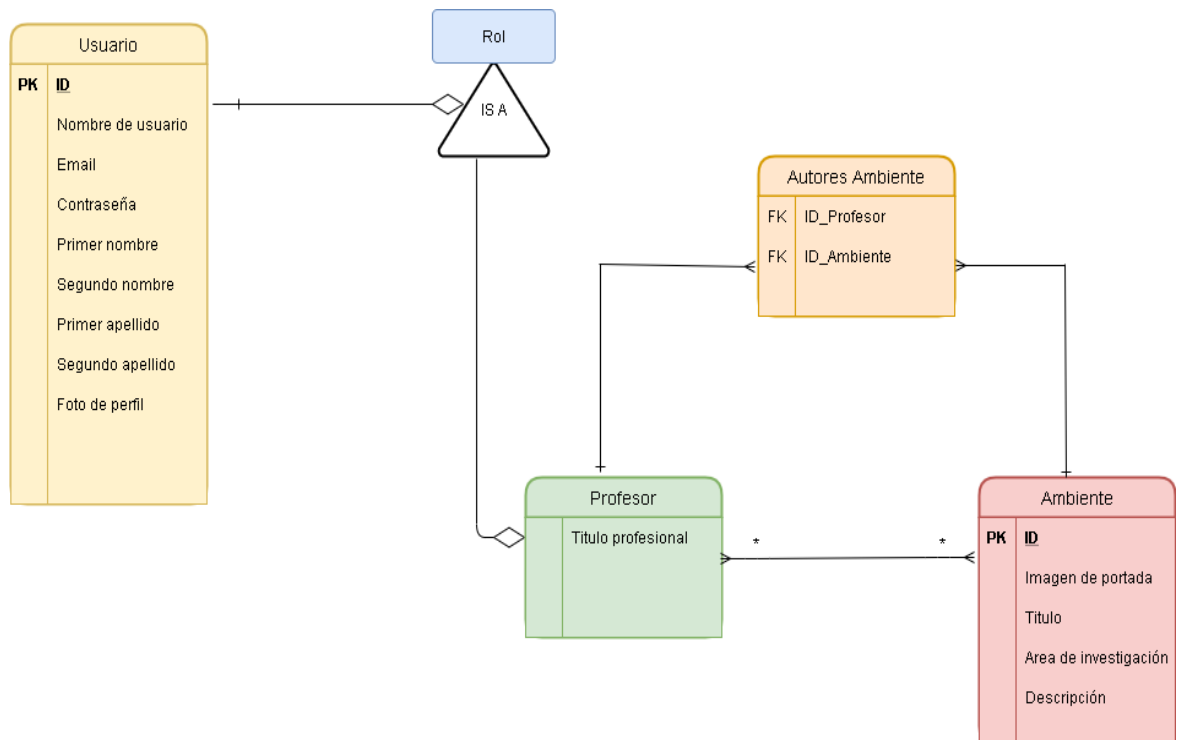 Usuario
PK ID
Nombre de usuario
Email
Contraseña
Primer nombre
Segundo nombre
Primer apellido
Segundo apellido
Foto de perfil
Rol
IS A
Autores Ambiente
FK ID_Profesor
FK ID_Ambiente
Profesor
Titulo profesional
* *
Ambiente
PK ID
Imagen de portada
Titulo
Area de investigación
Descripción